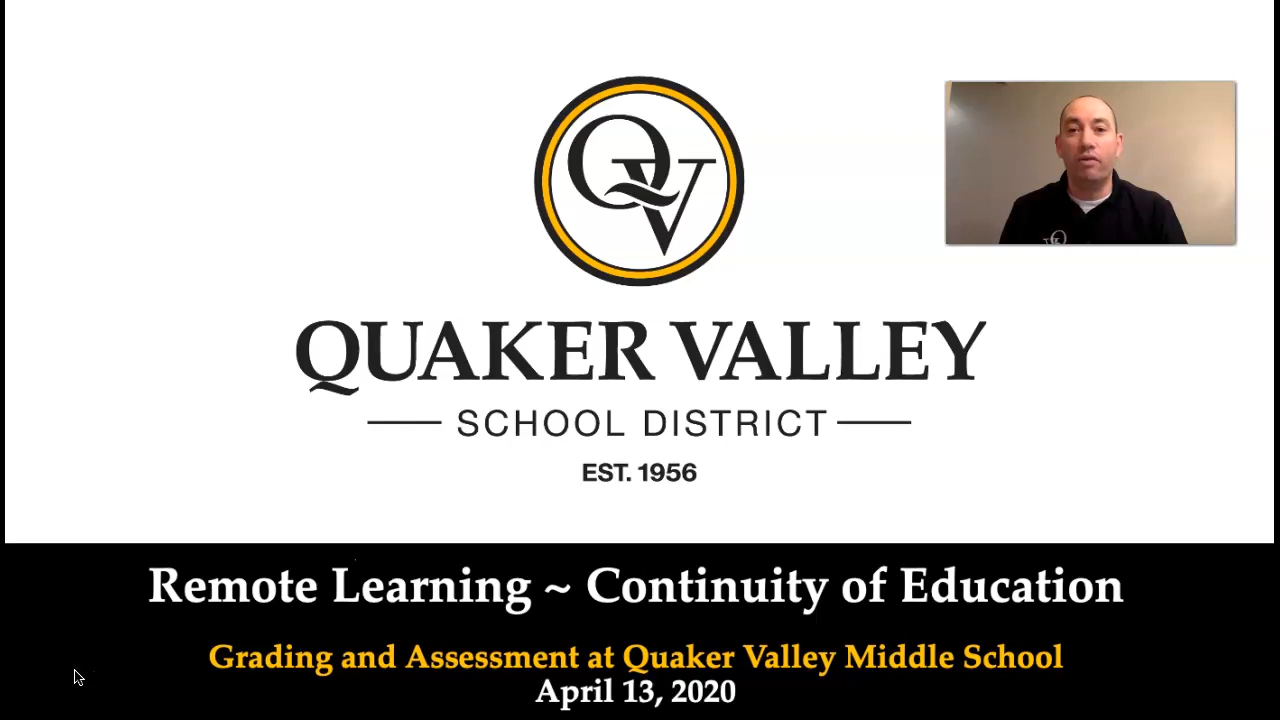 QV
QUAKER VALLEY
SCHOOL DISTRICT
EST. 1956
Remote Learning ~ Continuity of Education
Grading and Assessment at Quaker Valley Middle School
April 13, 2020